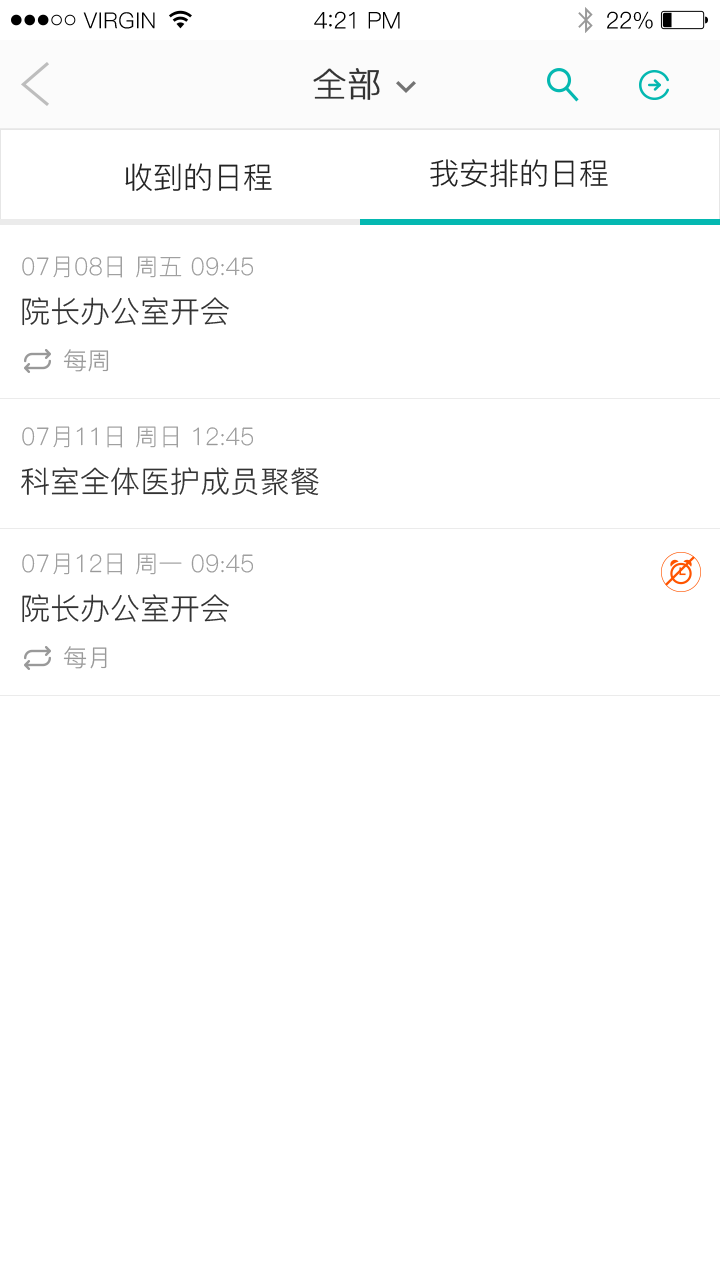 VIRGIN 4:21 PM 22%
全部
收到的日程 我安排的日程
07月08日 周五 09:45
院长办公室开会
每周
07月11日 周日 12:45
科室全体医护成员聚餐
07月12日 周一 09:45
院长办公室开会
每月